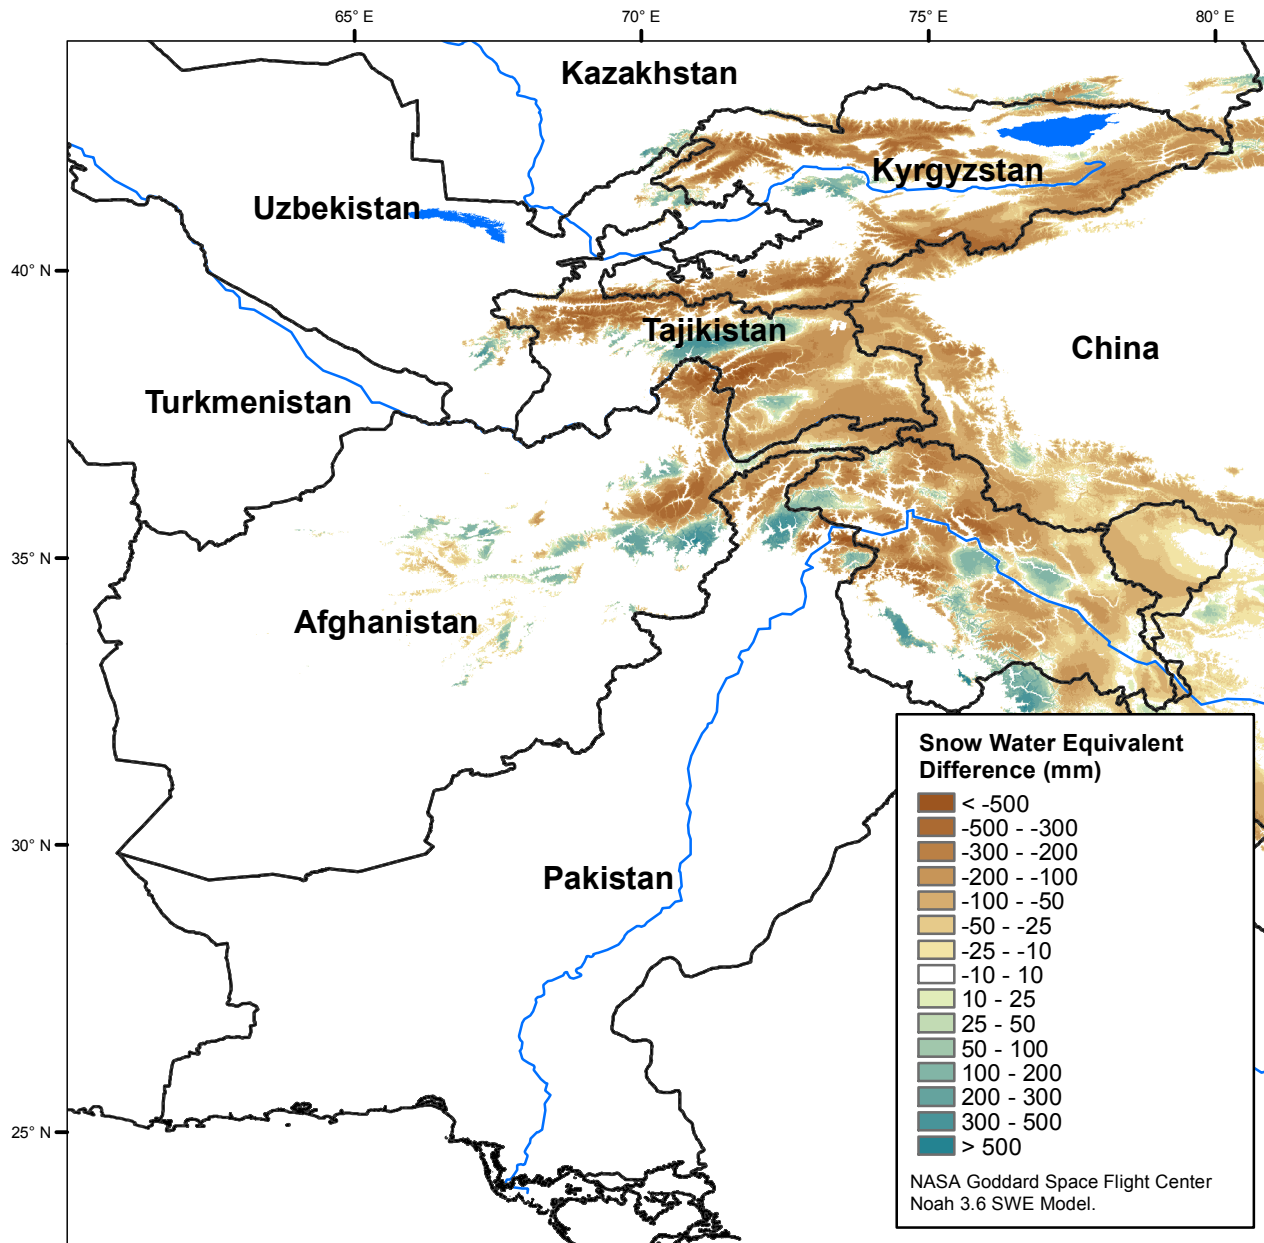 65° E
70° E
75° E
80° E
Kazakhstan
Kyrgyzstan
Uzbekistan
40° N
Tajikistan
China
Turkmenistan
35° N
Afghanistan
30° N
Pakistan
25° N
Snow Water Equivalent
Difference (mm)
< -500
-500 - -300
-300 - -200
-200 - -100
-100 - -50
-50 - -25
-25 - -10
-10 - 10
10 - 25
25 - 50
50 - 100
100 - 200
200 - 300
300 - 500
> 500
NASA Goddard Space Flight Center
Noah 3.6 SWE Model.